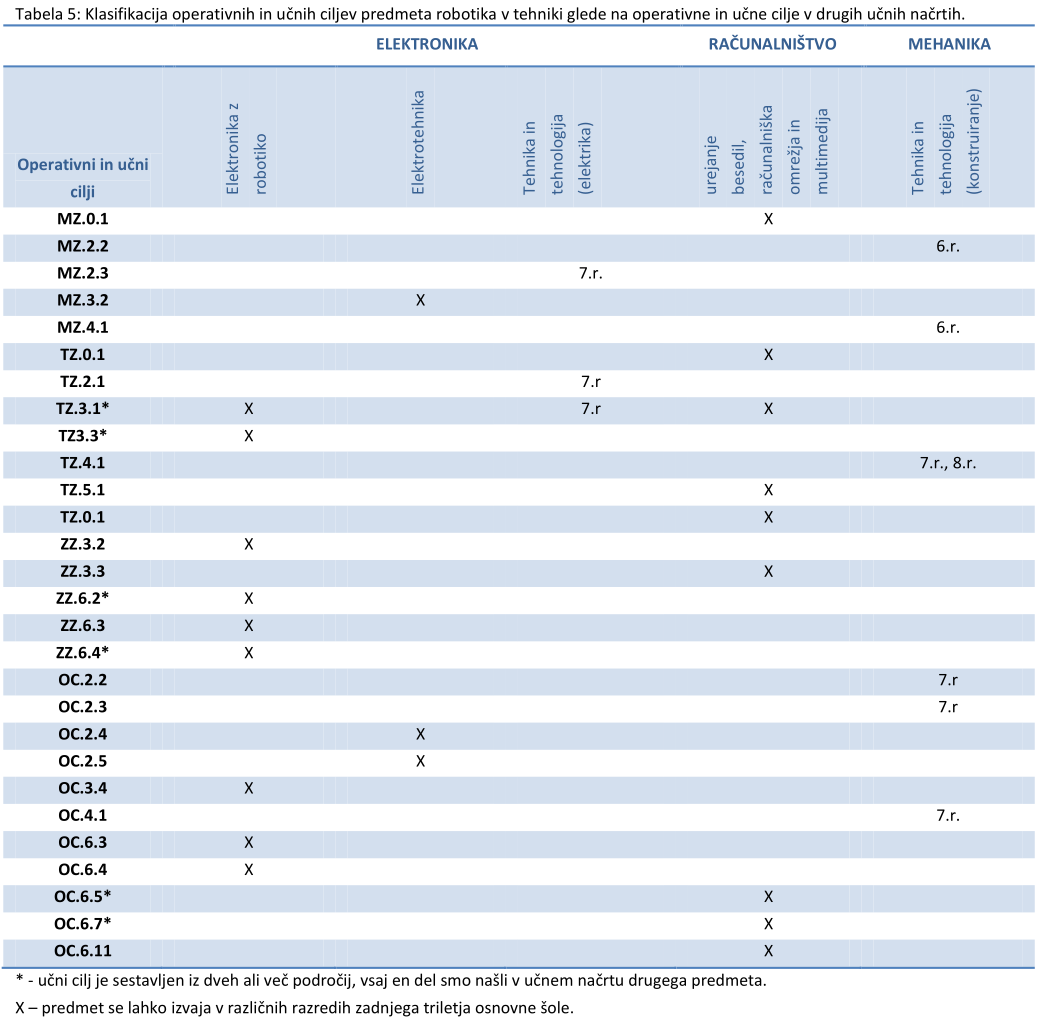 Tabela 5: Klasifikacija operativnih in učnih ciljev predmeta robotika v tehniki glede na operativne in učne cilje v drugih učnih načrtih.
ELEKTRONIKA RAČUNALNIŠTVO MEHANIKA
Operativni in učni
cilji
Elektronika z
robotiko
Elektrotehnika
Tehnika in
tehnologija
(elektrika)
urejanje
besedil,
računalniška
omrežja in
multimedija
Tehnika in
tehnologija
(konstruiranje)
MZ.0.1 X
MZ.2.2 6.r.
MZ.2.3 7.r.
MZ.3.2 X
MZ.4.1 6.r.
TZ.0.1 X
TZ.2.1 7.r
TZ.3.1* X 7.r X
TZ3.3* X
TZ.4.1 7.r., 8.r.
TZ.5.1 X
TZ.0.1 X
ZZ.3.2 X
ZZ.3.3 X
ZZ.6.2* X
ZZ.6.3 X
ZZ.6.4* X
OC.2.2 7.r
OC.2.3 7.r
OC.2.4 X
OC.2.5 X
OC.3.4 X
OC.4.1 7.r.
OC.6.3 X
OC.6.4 X
OC.6.5* X
OC.6.7* X
OC.6.11 X
* - učni cilj je sestavljen iz dveh ali več področij, vsaj en del smo našli v učnem načrtu drugega predmeta.
X – predmet se lahko izvaja v različnih razredih zadnjega triletja osnovne šole.